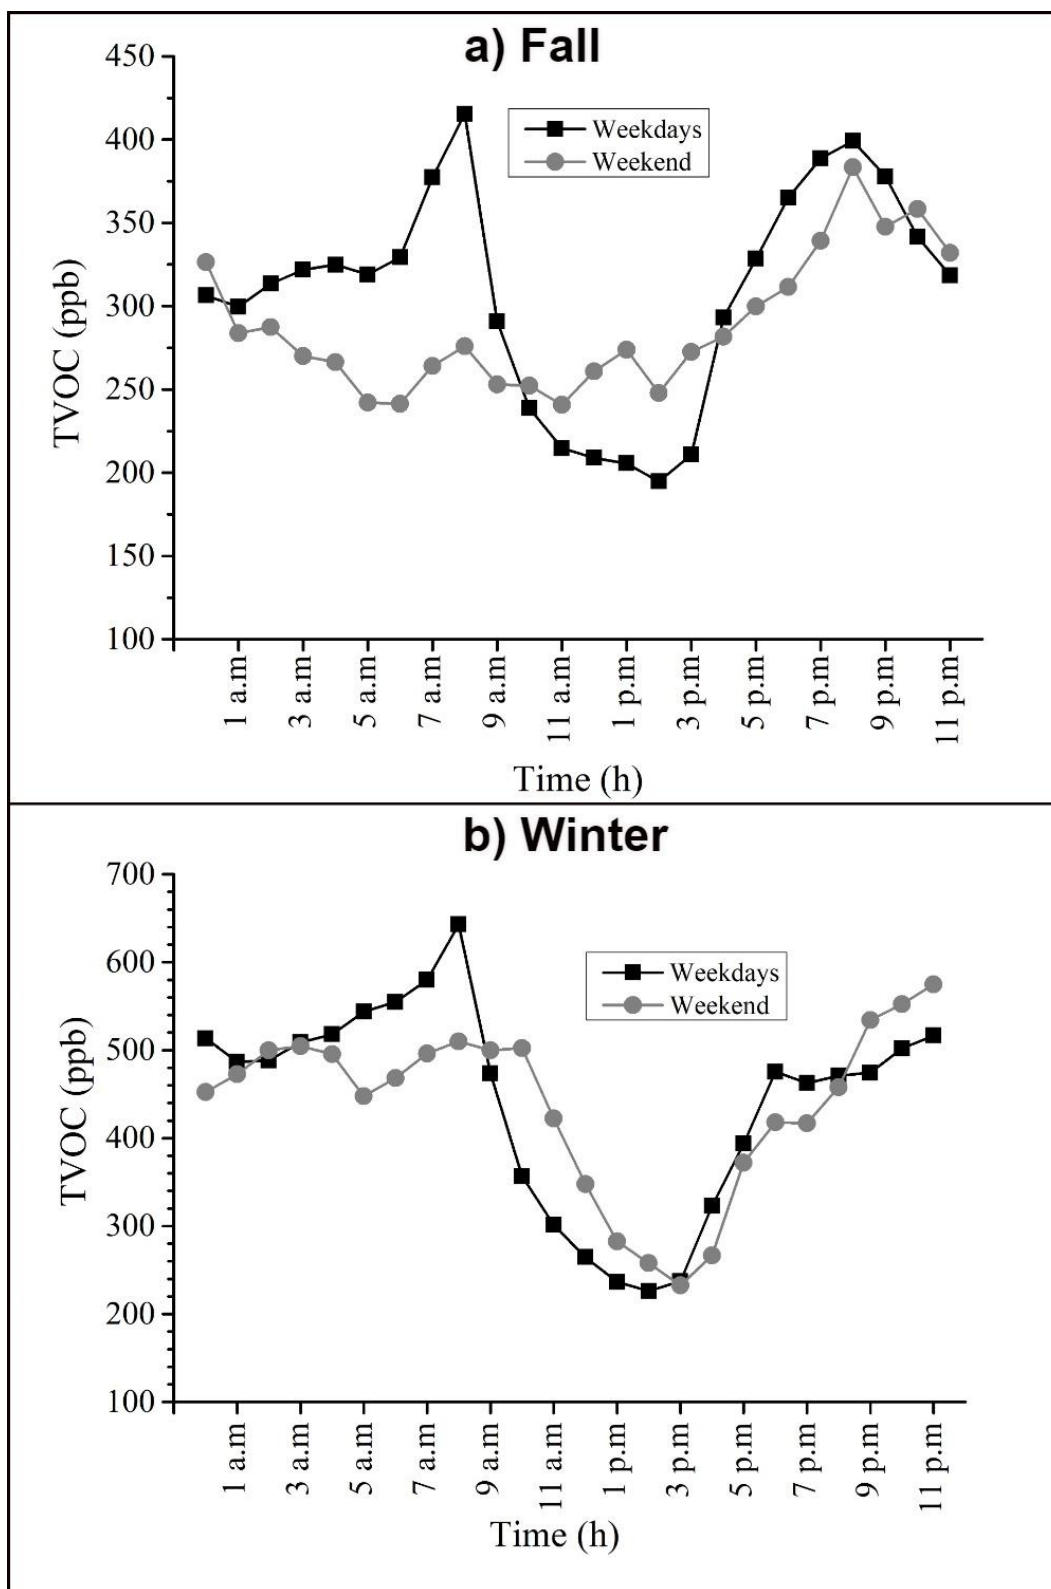 a) Fall
450
400
350
300
250
200
150
100
TVOC (ppb)
Weekdays
Weekend
1 a.m
3 a.m
5 a.m
7 a.m
9 a.m
11 a.m
1 p.m
3 p.m
5 p.m
7 p.m
9 p.m
11 p.m
Time (h)
b) Winter
700
600
500
400
300
200
100
TVOC (ppb)
Weekdays
Weekend
1 a.m
3 a.m
5 a.m
7 a.m
9 a.m
11 a.m
1 p.m
3 p.m
5 p.m
7 p.m
9 p.m
11 p.m
Time (h)